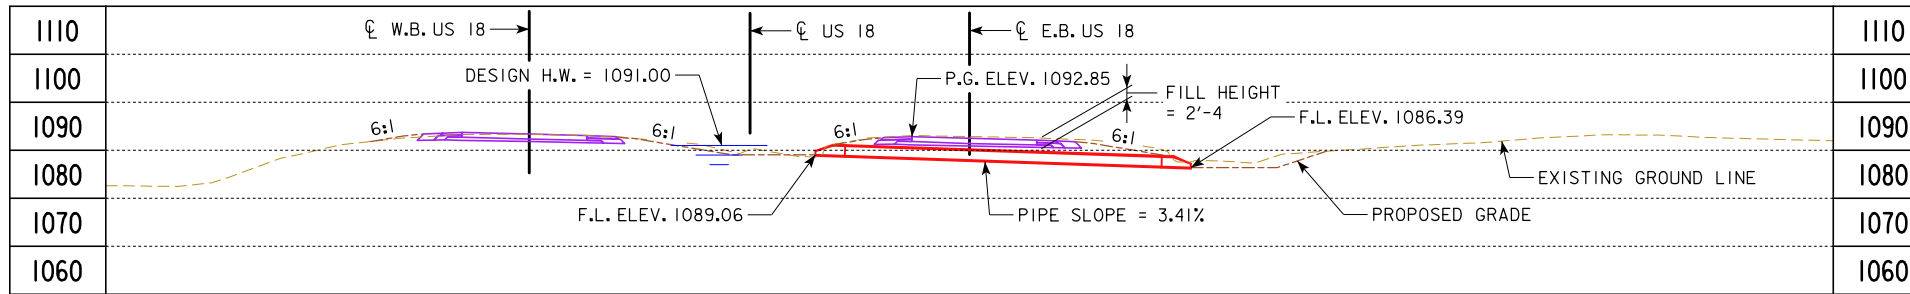 1110
℄ W.B. US 18
℄ US 18
℄ E.B. US 18
1110
1100
DESIGN H.W. = 1091.00
P.G. ELEV. 1092.85
FILL HEIGHT
= 2'-4
1100
1090
6:1
6:1
6:1
6:1
F.L. ELEV. 1086.39
1090
1080
EXISTING GROUND LINE
1080
1070
F.L. ELEV. 1089.06
PIPE SLOPE = 3.41%
PROPOSED GRADE
1070
1060
1060